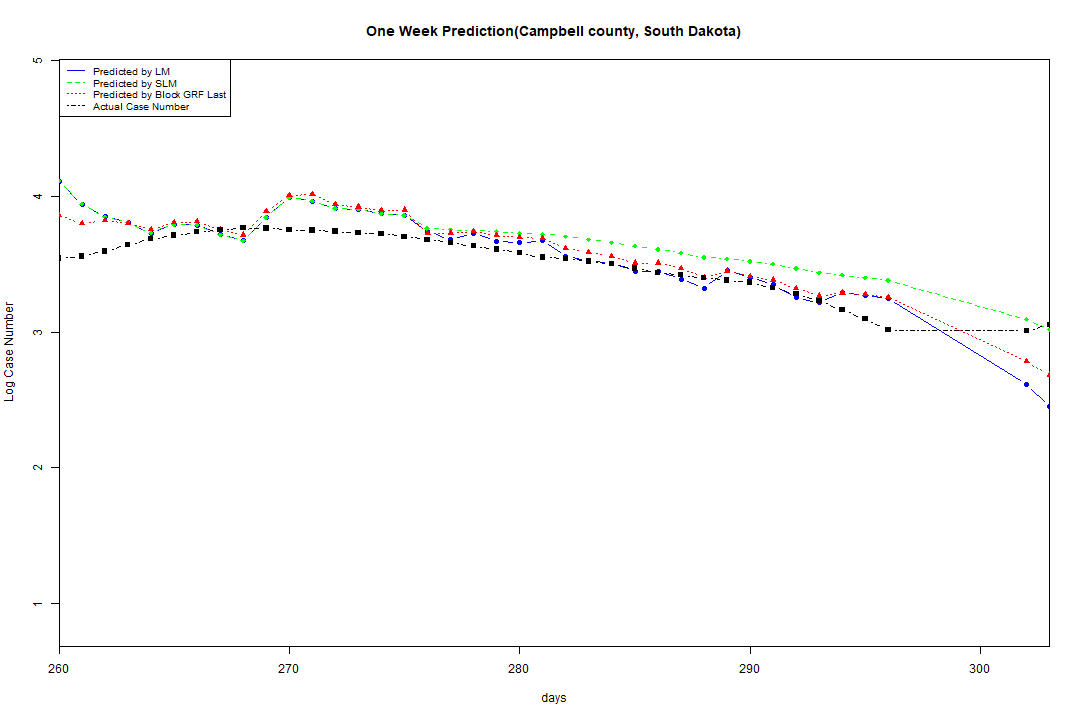 One Week Prediction(Campbell county, South Dakota)
Predicted by LM
Predicted by SLM
Predicted by Block GRF Last
Actual Case Number
5
4
3
2
1
Log Case Number
260
270
280
290
300
days